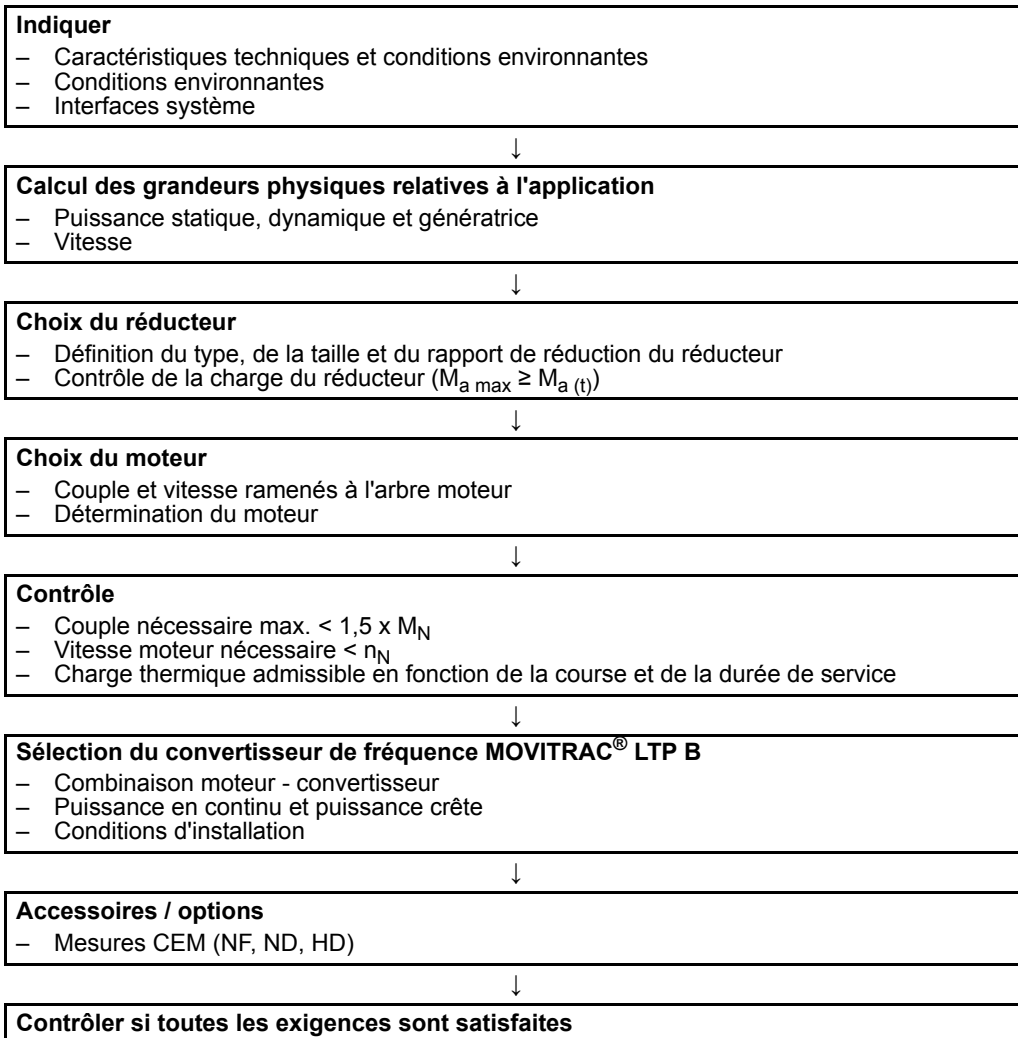 Indiquer
– Caractéristiques techniques et conditions environnantes
– Conditions environnantes
– Interfaces système
↓
Calcul des grandeurs physiques relatives à l'application
– Puissance statique, dynamique et génératrice
– Vitesse
↓
Choix du réducteur
– Définition du type, de la taille et du rapport de réduction du réducteur
– Contrôle de la charge du réducteur (Ma max ≥ Ma (t))
↓
Choix du moteur
– Couple et vitesse ramenés à l'arbre moteur
– Détermination du moteur
↓
Contrôle
– Couple nécessaire max. < 1,5 x MN
– Vitesse moteur nécessaire < nN
– Charge thermique admissible en fonction de la course et de la durée de service
↓
Sélection du convertisseur de fréquence MOVITRAC® LTP B
– Combinaison moteur - convertisseur
– Puissance en continu et puissance crête
– Conditions d'installation
↓
Accessoires / options
– Mesures CEM (NF, ND, HD)
↓
Contrôler si toutes les exigences sont satisfaites